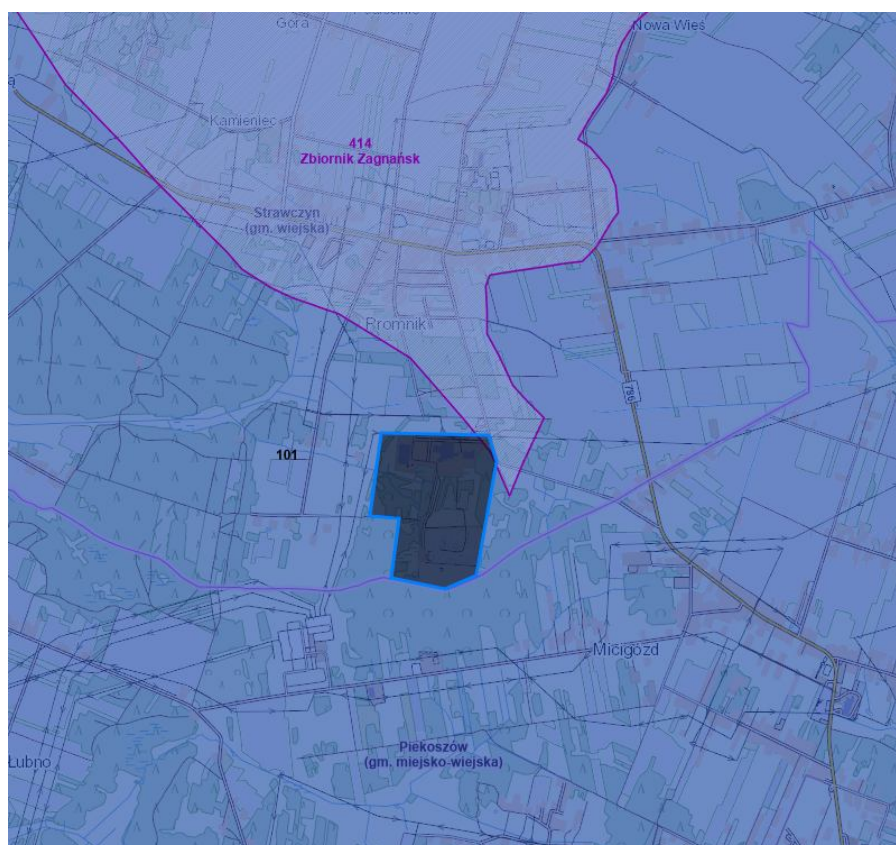 Góra
Nowa Wieś
Kamieniec
414
Zbiornik Zagnańsk
Strawczyn
(gm. wiejska)
Promnik
786
101
Micigózd
Piekoszów
(gm. miejsko-wiejska)
Łubno